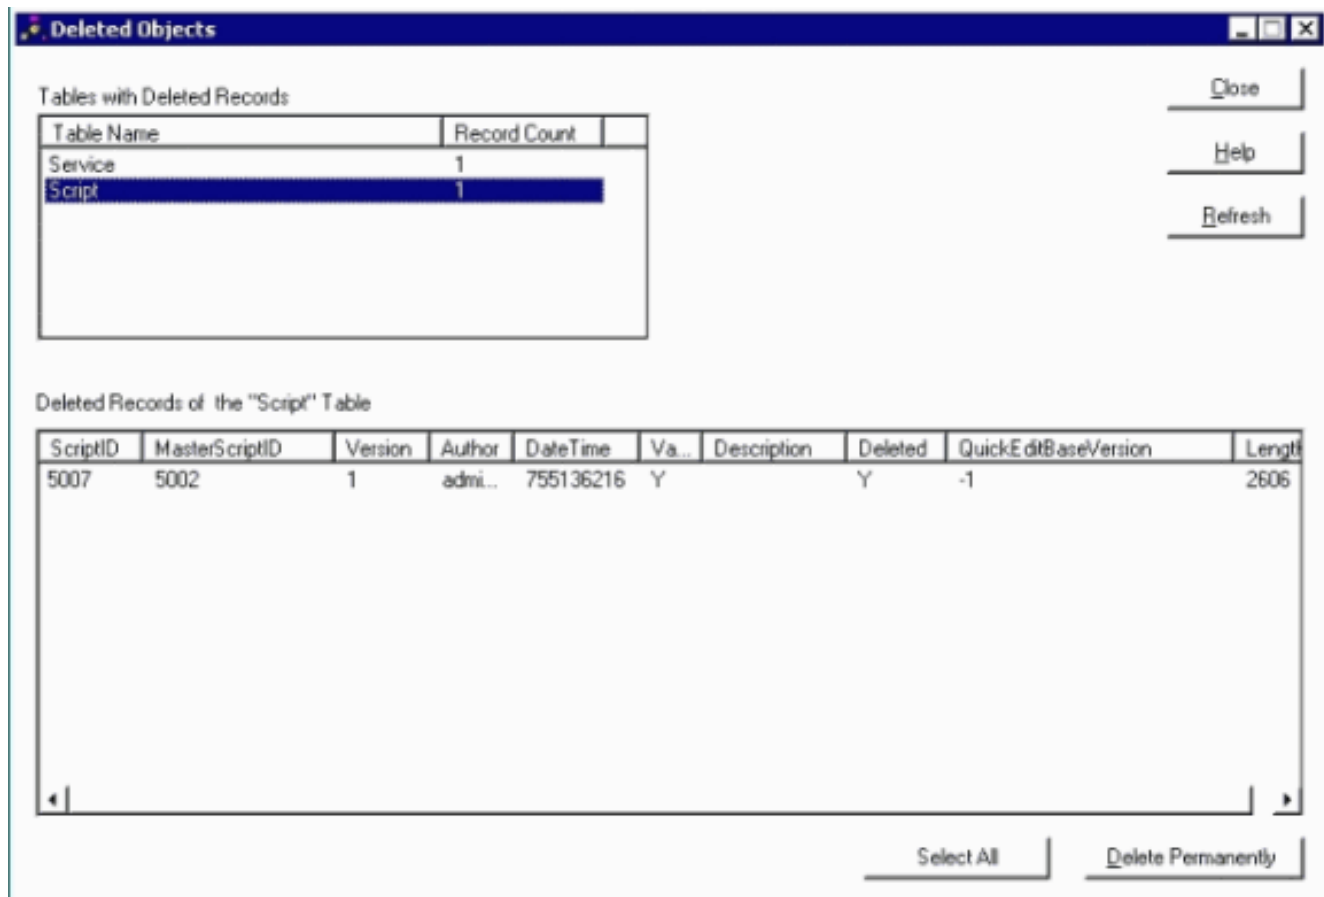 Deleted Objects
Close
Tables with Deleted Records
Table Name Record Count
Help
Service 1
Script 1
Refresh
Deleted Records of the "Script" Table
ScriptID MasterScriptID Version Author DateTime Va... Description Deleted QuickEditBaseVersion Length
5007 5002 1 admi... 755136216 Y Y -1 2606
Select All Delete Permanently